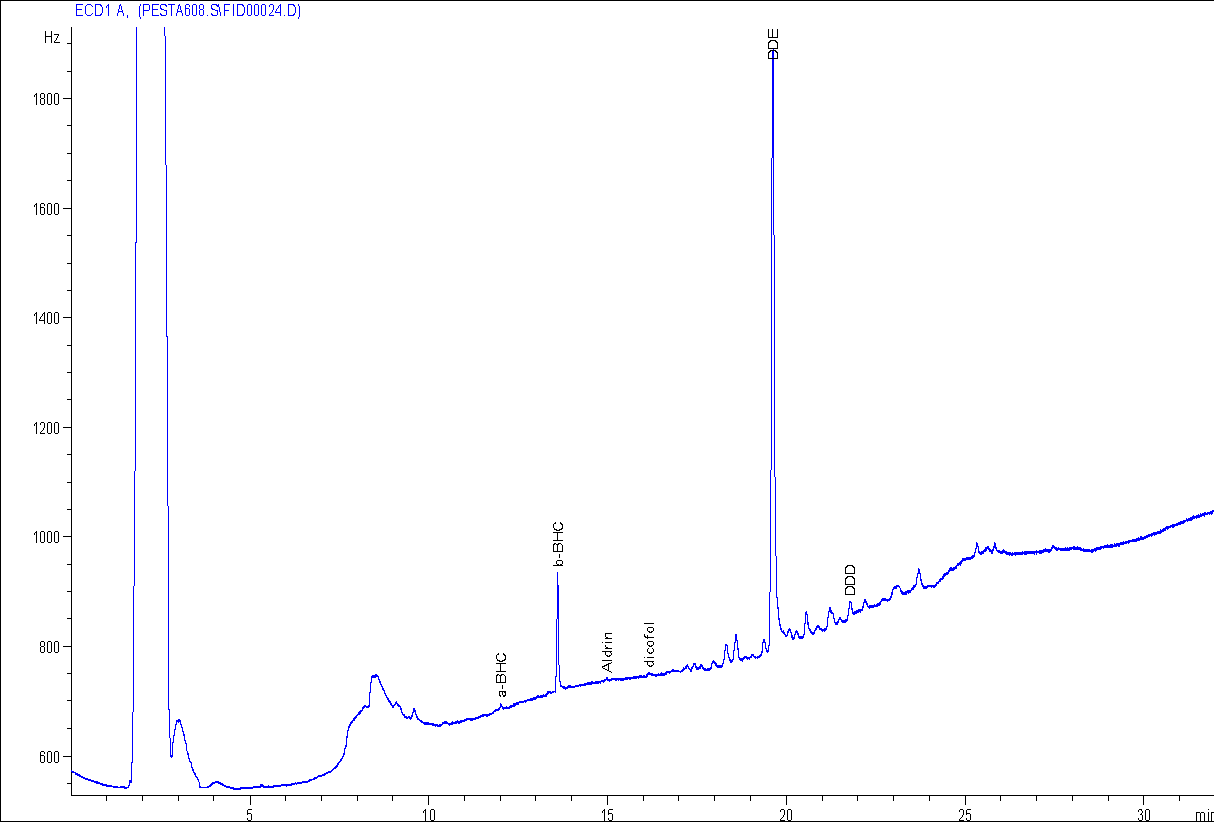 ECD1 A, (PESTA608.S\FID00024.D)
Hz
DDE
1800
1600
1400
1200
b-BHC
1000
DDD
Aldrin
dicofol
800
a-BHC
600
5
10
15
20
25
30
min